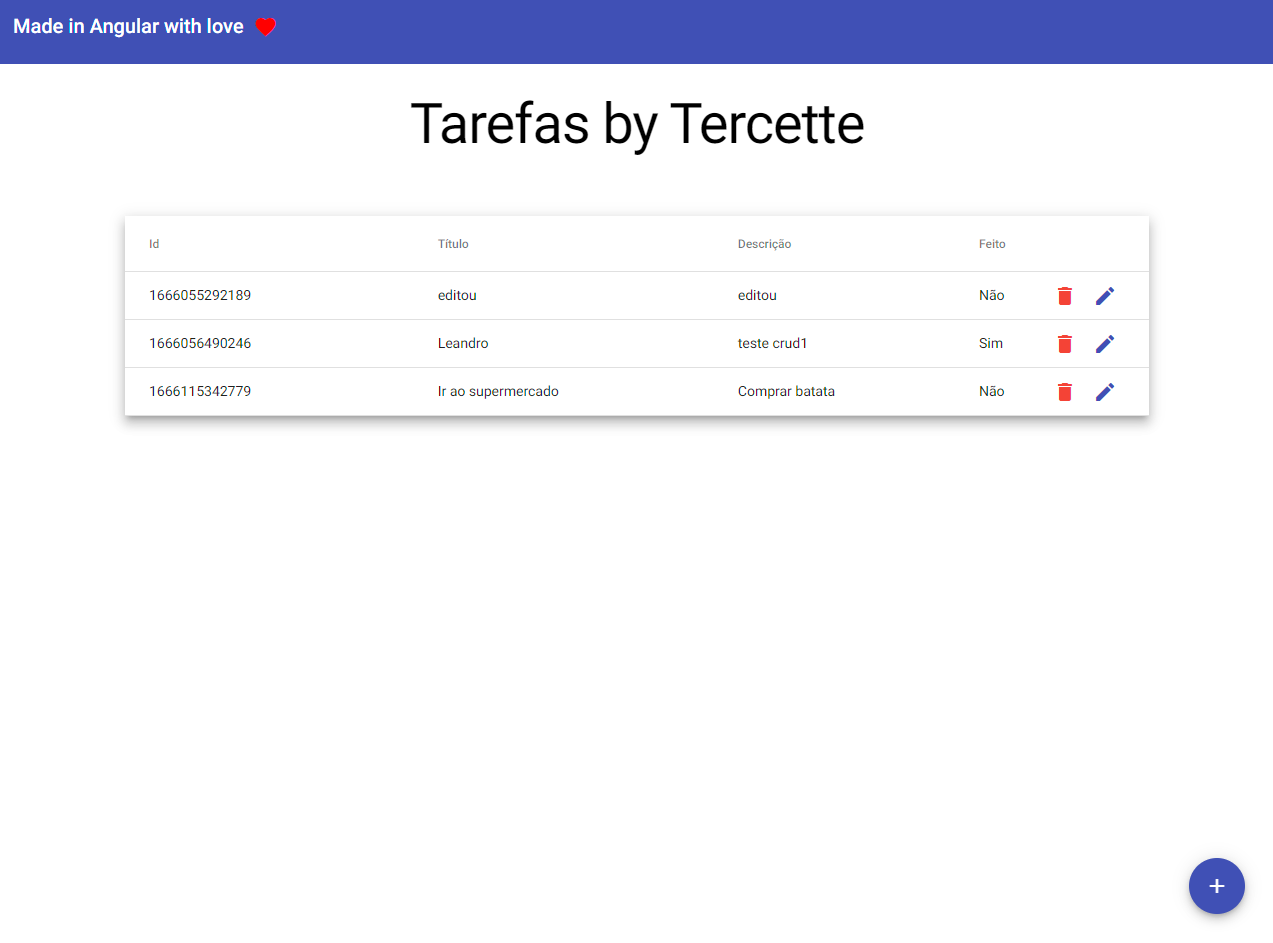 Made in Angular with love
Tarefas by Tercette
Id Título Descrição Feito
1666055292189 editou editou Não
1666056490246 Leandro teste crud1 Sim
1666115342779 Ir ao supermercado Comprar batata Não
+